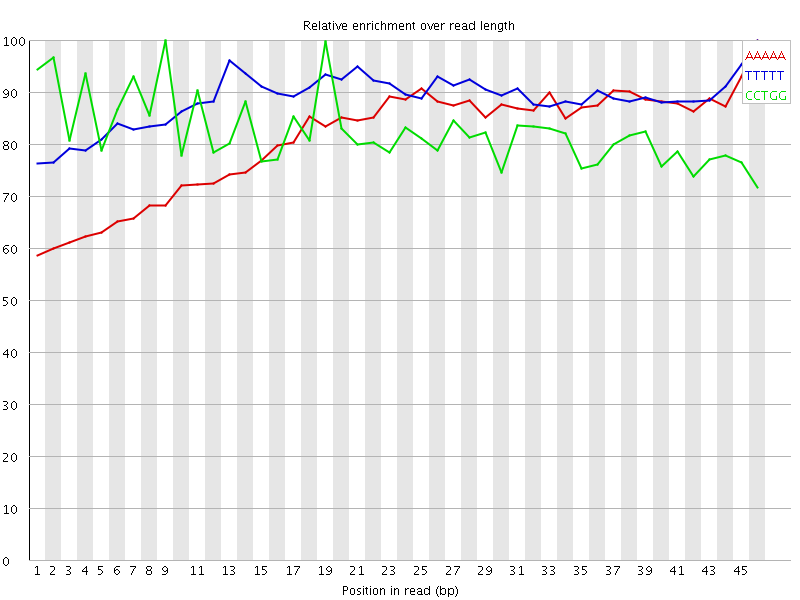 Relative enrichment over read length
100
90
80
70
60
50
40
30
20
10
0
AAAAA
TTTTT
CCTGG
1 2 3 4 5 6 7 8 9 11 13 15 17 19 21 23 25 27 29 31 33 35 37 39 41 43 45
Position in read (bp)